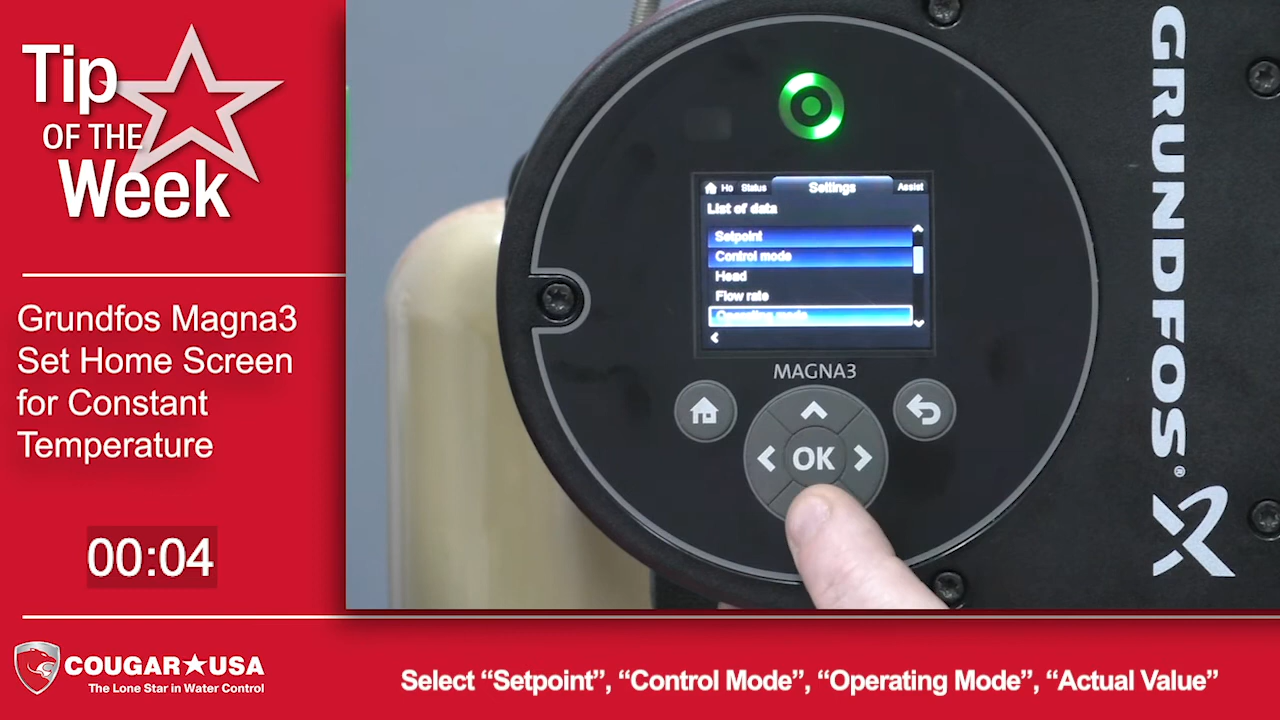 Tip
OF THE
Week
Grundfos Magna3
Set Home Screen
for Constant
Temperature
00:04
COUGAR★USA
The Lone Star in Water Control
Select “Setpoint”, “Control Mode”, “Operating Mode”, “Actual Value”
Ho Status Settings Assist
List of data
Setpoint
Control mode
Head
Flow rate
Operating mode
MAGNA3
OK
GRUNDFOS®